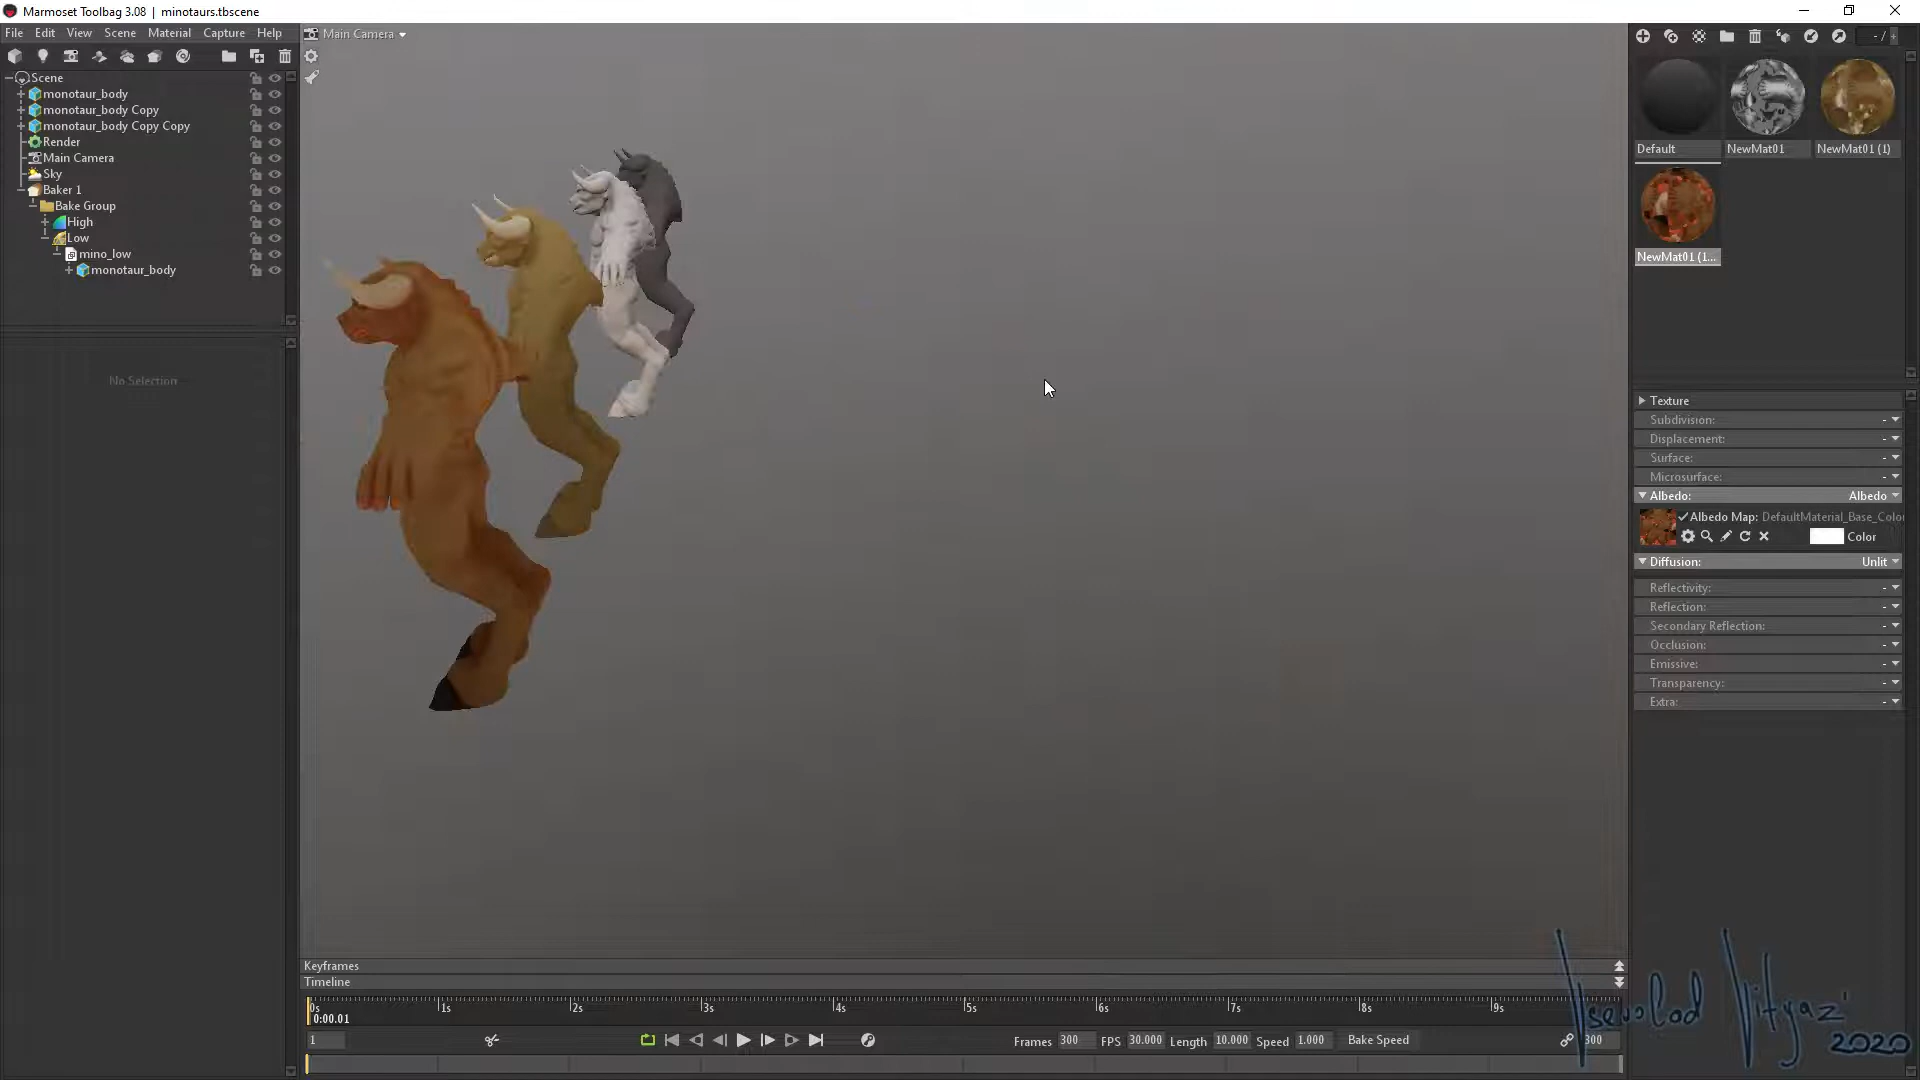 Marmoset Toolbag 3.08 | minotaurs.tbscene
File Edit View Scene Material Capture Help
Main Camera
Scene
monotaur_body
monotaur_body Copy
monotaur_body Copy Copy
Render
Main Camera
Sky
Baker 1
Bake Group
High
Low
mino_low
monotaur_body
No Selection
- / +
Default NewMat01 NewMat01 (1)
NewMat01 (1...
Texture
Subdivision: -
Displacement: -
Surface: -
Microsurface: -
Albedo: Albedo
Albedo Map: DefaultMaterial_Base_Colo
Color
Diffusion: Unlit
Reflectivity: -
Reflection: -
Secondary Reflection: -
Occlusion: -
Emissive: -
Transparency: -
Extra: -
Keyframes
Timeline
0s 1s 2s 3s 4s 5s 6s 7s 8s 9s
0:00.01
1 Frames 300 FPS 30.000 Length 10.000 Speed 1.000 Bake Speed 300
Vsevolod Vityaz'
2020